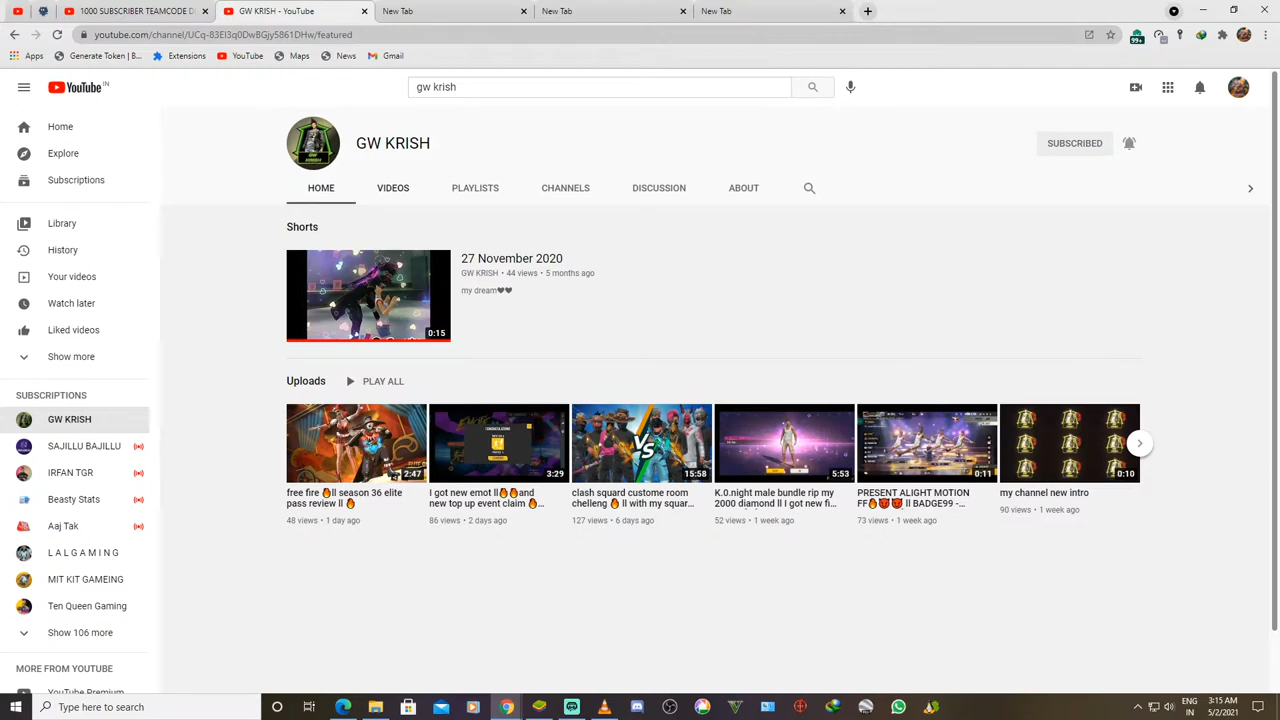 1000 SUBSCRIBER TEAMCODE D
GW KRISH - YouTube
New Tab
New Tab
New Tab
youtube.com/channel/UCq-83EI3q0DwBGjy5861DHw/featured
Apps
Generate Token | B...
Extensions
YouTube
Maps
News
Gmail
99+
YouTube IN
gw krish
Home
Explore
Subscriptions
Library
History
Your videos
Watch later
Liked videos
Show more
SUBSCRIPTIONS
GW KRISH
SAJILLU BAJILLU
IRFAN TGR
Beasty Stats
Aaj Tak
L A L G A M I N G
MIT KIT GAMEING
Ten Queen Gaming
Show 106 more
MORE FROM YOUTUBE
YouTube Premium
GW KRISH
SUBSCRIBED
HOME
VIDEOS
PLAYLISTS
CHANNELS
DISCUSSION
ABOUT
Shorts
0:15
27 November 2020
GW KRISH • 44 views • 5 months ago
my dream🖤🖤
Uploads
PLAY ALL
2:47
free fire 🔥ll season 36 elite
pass review ll 🔥
48 views • 1 day ago
3:29
I got new emot ll🔥🔥and
new top up event claim 🔥...
86 views • 2 days ago
VS
15:58
clash squard custome room
chelleng 🔥 ll with my squar...
127 views • 6 days ago
5:53
K.0.night male bundle rip my
2000 diamond ll I got new fi...
52 views • 1 week ago
0:11
PRESENT ALIGHT MOTION
FF🔥👿👿 ll BADGE99 -...
73 views • 1 week ago
0:10
my channel new intro
90 views • 1 week ago
Type here to search
ENG
IN
3:15 AM
5/2/2021